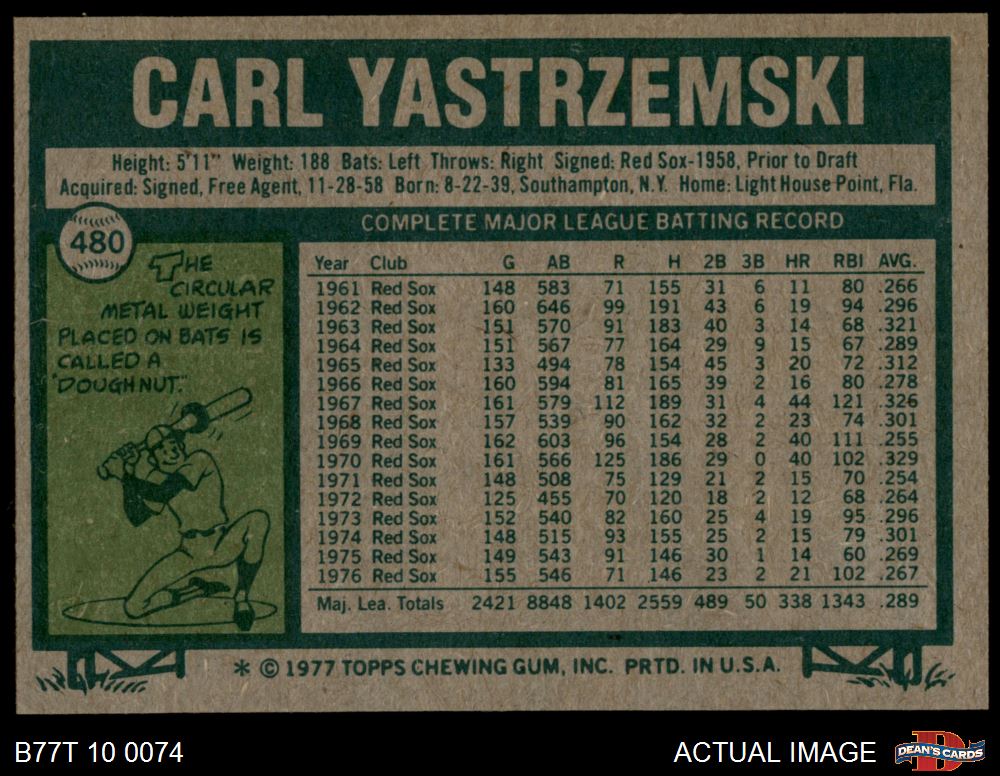 CARL YASTRZEMSKI
Height: 5'11" Weight: 188 Bats: Left Throws: Right Signed: Red Sox-1958, Prior to Draft
Acquired: Signed, Free Agent, 11-28-58 Born: 8-22-39, Southampton, N.Y. Home: Light House Point, Fla.
480
THE
CIRCULAR
METAL WEIGHT
PLACED ON BATS IS
CALLED A
"DOUGHNUT."
COMPLETE MAJOR LEAGUE BATTING RECORD
Year Club G AB R H 2B 3B HR RBI AVG.
1961 Red Sox 148 583 71 155 31 6 11 80 .266
1962 Red Sox 160 646 99 191 43 6 19 94 .296
1963 Red Sox 151 570 91 183 40 3 14 68 .321
1964 Red Sox 151 567 77 164 29 9 15 67 .289
1965 Red Sox 133 494 78 154 45 3 20 72 .312
1966 Red Sox 160 594 81 165 39 2 16 80 .278
1967 Red Sox 161 579 112 189 31 4 44 121 .326
1968 Red Sox 157 539 90 162 32 2 23 74 .301
1969 Red Sox 162 603 96 154 28 2 40 111 .255
1970 Red Sox 161 566 125 186 29 0 40 102 .329
1971 Red Sox 148 508 75 129 21 2 15 70 .254
1972 Red Sox 125 455 70 120 18 2 12 68 .264
1973 Red Sox 152 540 82 160 25 4 19 95 .296
1974 Red Sox 148 515 93 155 25 2 15 79 .301
1975 Red Sox 149 543 91 146 30 1 14 60 .269
1976 Red Sox 155 546 71 146 23 2 21 102 .267
Maj. Lea. Totals 2421 8848 1402 2559 489 50 338 1343 .289
* © 1977 TOPPS CHEWING GUM, INC. PRTD. IN U.S.A.
B77T 10 0074
ACTUAL IMAGE
DEAN'S CARDS